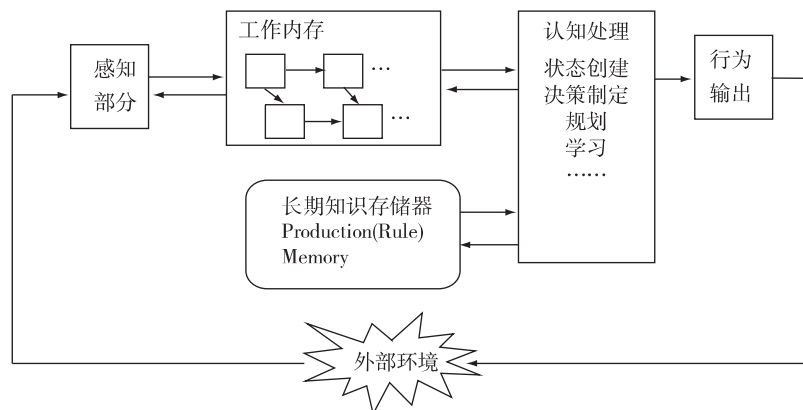 感知
部分
工作内存
…
…
认知处理
状态创建
决策制定
规划
学习
……
行为
输出
长期知识存储器
Production(Rule)
Memory
外部环境